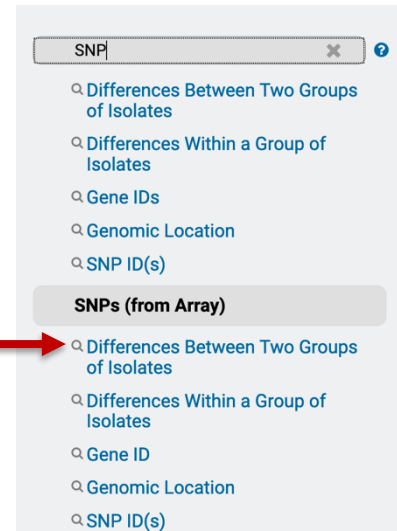 SNP
Differences Between Two Groups
of Isolates
Differences Within a Group of
Isolates
Gene IDs
Genomic Location
SNP ID(s)
SNPs (from Array)
Differences Between Two Groups
of Isolates
Differences Within a Group of
Isolates
Gene ID
Genomic Location
SNP ID(s)